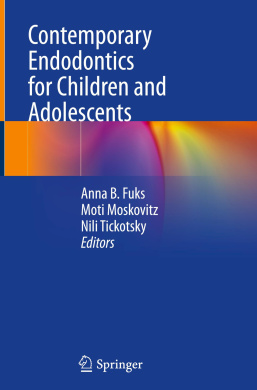 Contemporary
Endodontics
for Children and
Adolescents
Anna B. Fuks
Moti Moskovitz
Nili Tickotsky
Editors
Springer